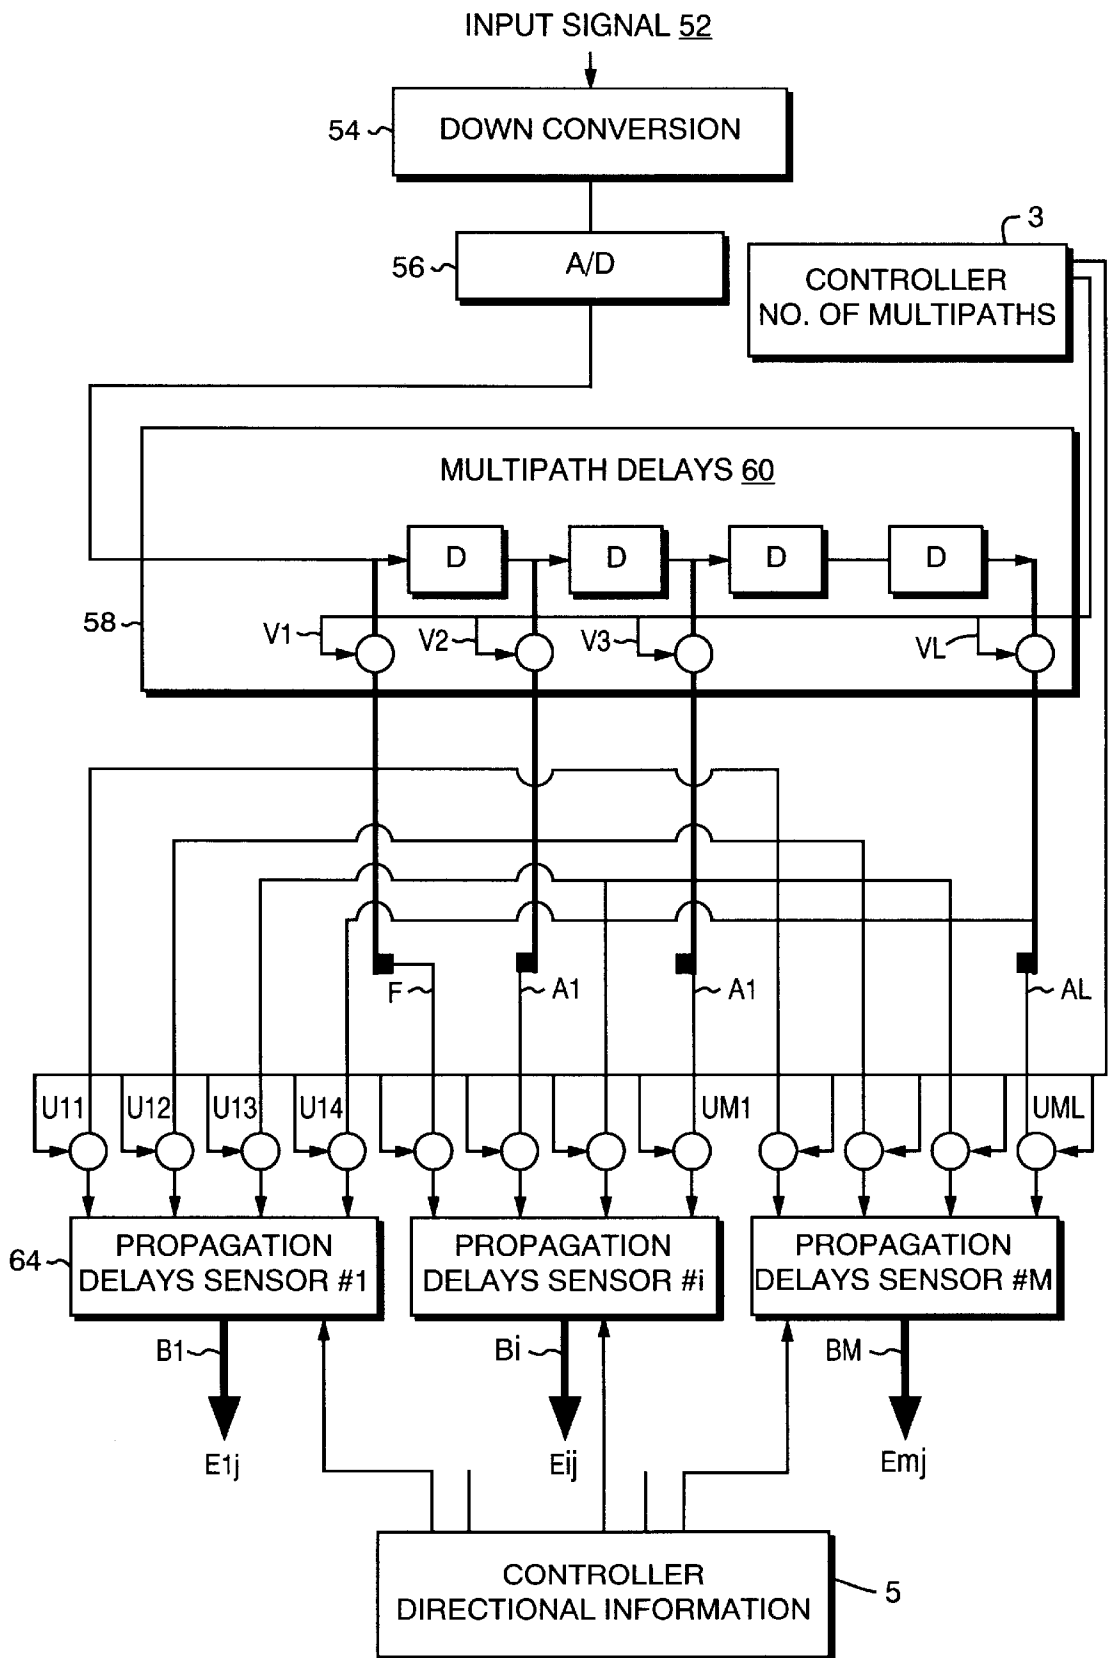 INPUT SIGNAL 52
54
DOWN CONVERSION
3
56
A/D
CONTROLLER
NO. OF MULTIPATHS
MULTIPATH DELAYS 60
D
D
D
D
58
V1
V2
V3
VL
F
A1
A1
AL
U11
U12
U13
U14
UM1
UML
64
PROPAGATION
DELAYS SENSOR #1
PROPAGATION
DELAYS SENSOR #i
PROPAGATION
DELAYS SENSOR #M
B1
Bi
BM
E1j
Eij
Emj
CONTROLLER
DIRECTIONAL INFORMATION
5